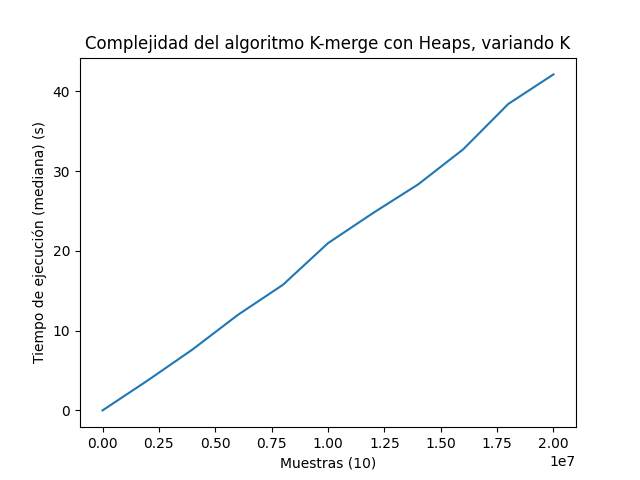 Complejidad del algoritmo K-merge con Heaps, variando K
Tiempo de ejecución (mediana) (s)
40
30
20
10
0
0.00 0.25 0.50 0.75 1.00 1.25 1.50 1.75 2.00
1e7
Muestras (10)